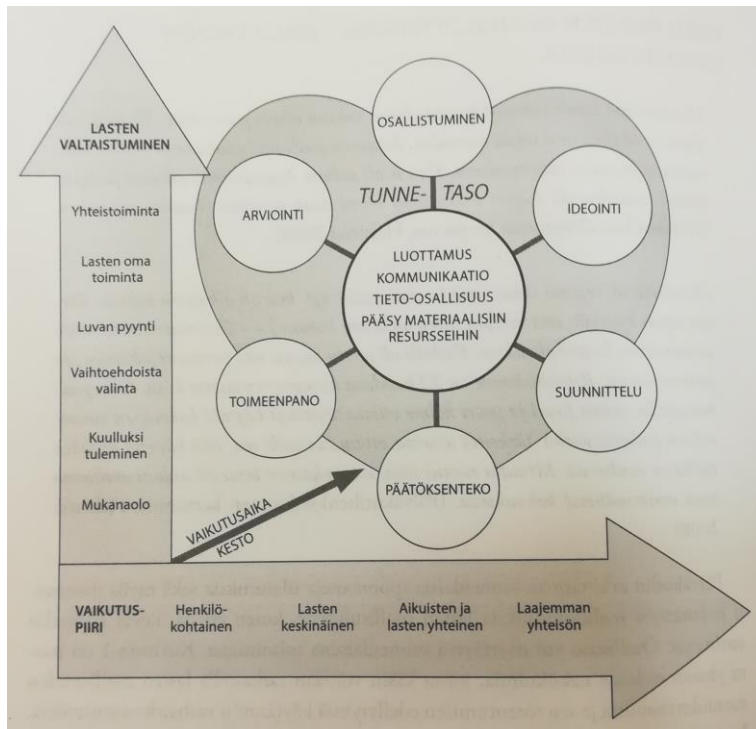 LASTEN
VALTAISTUMINEN
Yhteistoiminta
Lasten oma
toiminta
Luvan pyynti
Vaihtoehdoista
valinta
Kuulluksi
tuleminen
Mukanaolo
OSALLISTUMINEN
TUNNE- TASO
ARVIOINTI
IDEOINTI
LUOTTAMUS
KOMMUNIKAATIO
TIETO-OSALLISUUS
PÄÄSY MATERIAALISIIN
RESURSSEIHIN
TOIMEENPANO
SUUNNITTELU
PÄÄTÖKSENTEKO
VAIKUTUSAIKA
KESTO
VAIKUTUS-
PIIRI
Henkilö-
kohtainen
Lasten
keskinäinen
Aikuisten ja
lasten yhteinen
Laajemman
yhteisön